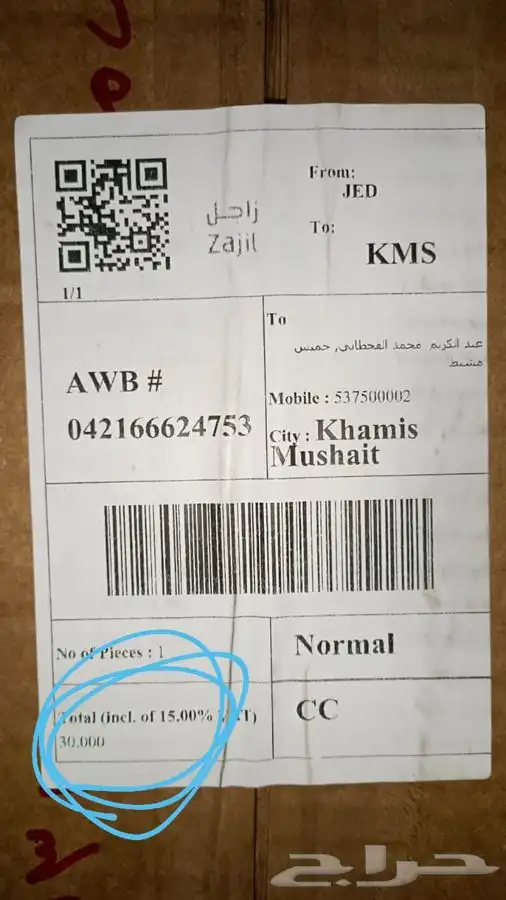 From:
JED
زاجل
Zajil
To:
KMS
1/1
To
عبد الكريم محمد القحطاني, خميس
مشيط
AWB #
042166624753
Mobile : 537500002
City : Khamis
Mushait
No of Pieces : 1
Normal
Total (incl. of 15.00% VAT)
30.000
CC
حراج